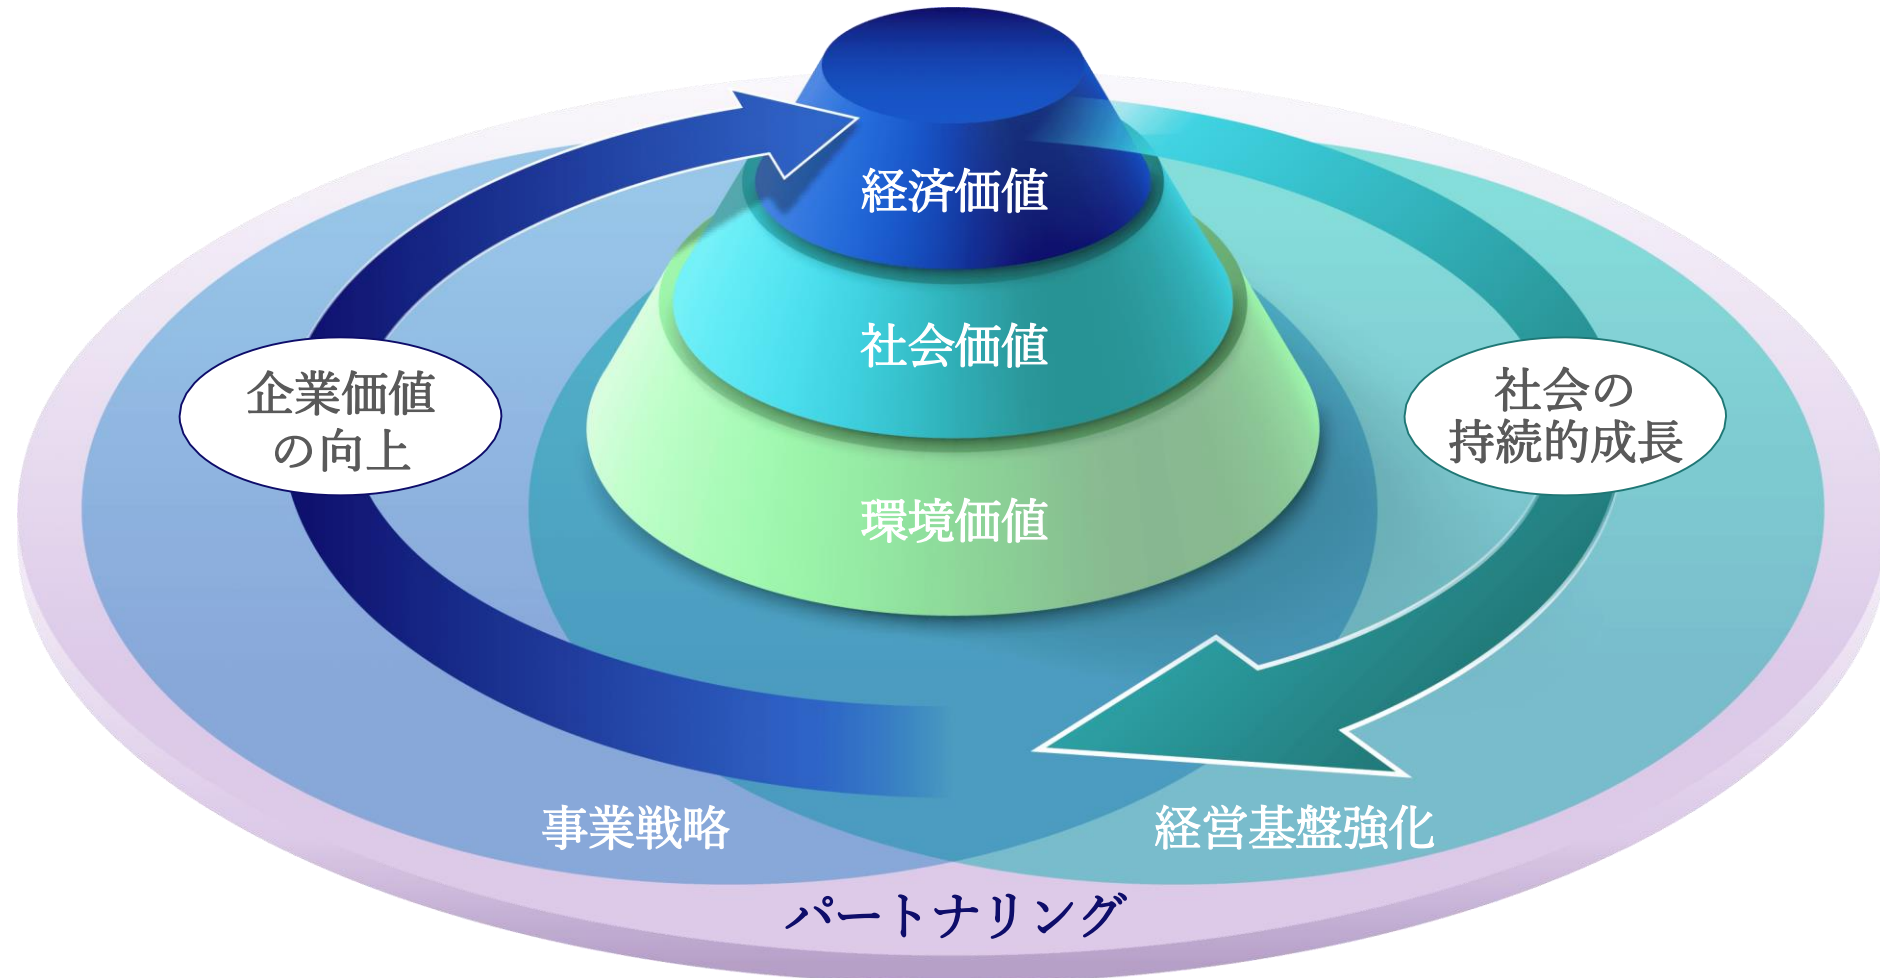 経済価値
社会価値
環境価値
企業価値
の向上
社会の
持続的成長
事業戦略
経営基盤強化
パートナリング